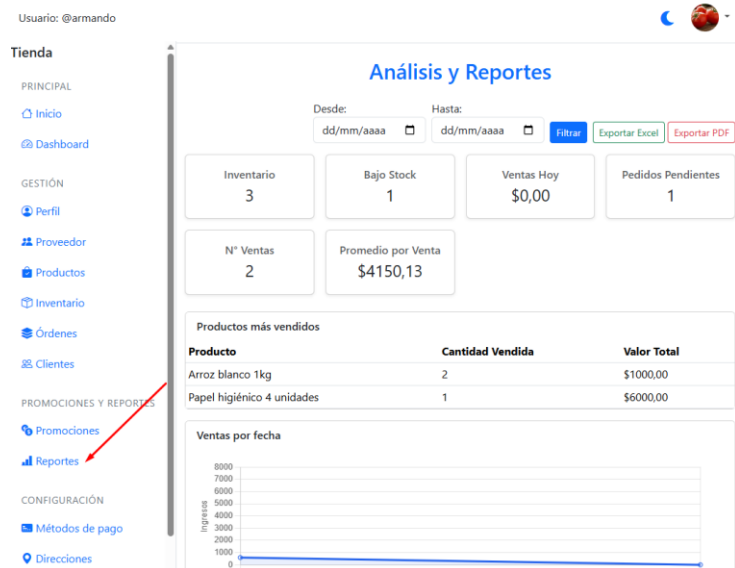 Usuario: @armando
Tienda
PRINCIPAL
Inicio
Dashboard
GESTIÓN
Perfil
Proveedor
Productos
Inventario
Órdenes
Clientes
PROMOCIONES Y REPORTES
Promociones
Reportes
CONFIGURACIÓN
Métodos de pago
Direcciones
Análisis y Reportes
Desde: Hasta:
dd/mm/aaaa dd/mm/aaaa Filtrar Exportar Excel Exportar PDF
Inventario Bajo Stock Ventas Hoy Pedidos Pendientes
3 1 $0,00 1
N° Ventas Promedio por Venta
2 $4150,13
Productos más vendidos
Producto Cantidad Vendida Valor Total
Arroz blanco 1kg 2 $1000,00
Papel higiénico 4 unidades 1 $6000,00
Ventas por fecha
8000
7000
6000
5000
4000
3000
2000
1000
0
Ingresos